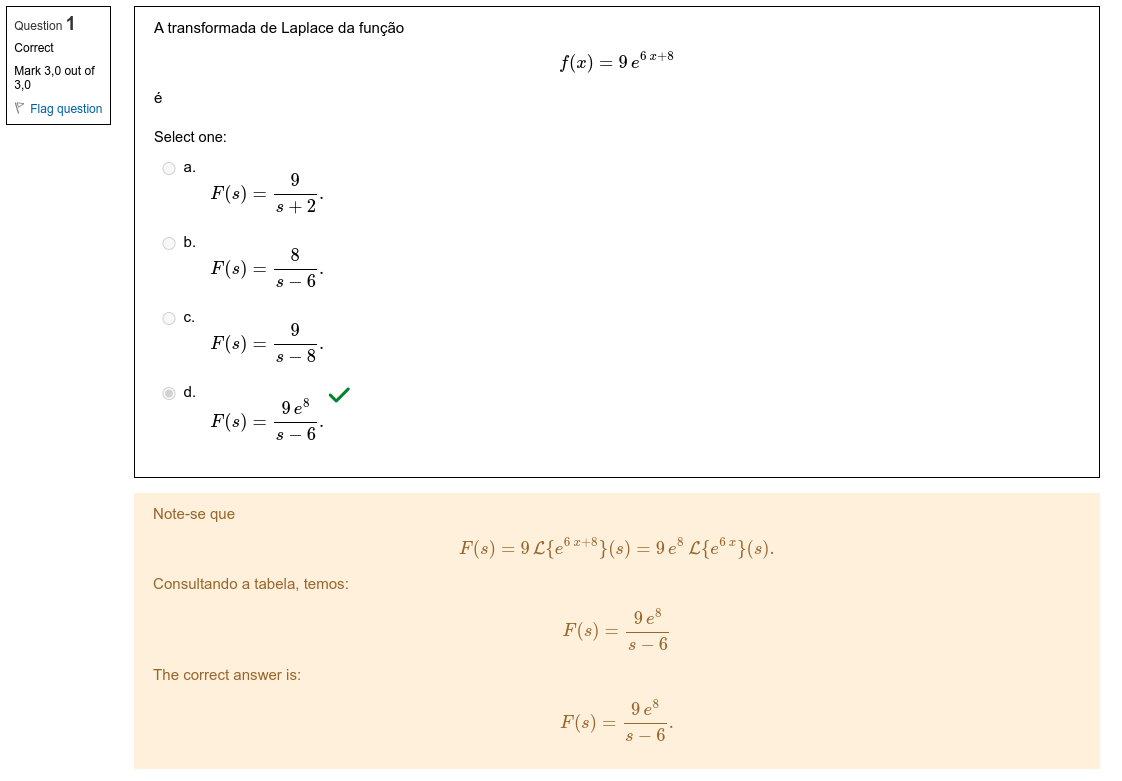 Question 1
Correct
Mark 3,0 out of
3,0
Flag question
A transformada de Laplace da função
f(x) = 9 e^{6 x+8}
é
Select one:
a.
F(s) = \frac{9}{s + 2}.
b.
F(s) = \frac{8}{s − 6}.
c.
F(s) = \frac{9}{s − 8}.
d.
F(s) = \frac{9 e^8}{s − 6}.
Note-se que
F(s) = 9 ℒ{e^{6 x+8}}(s) = 9 e^8 ℒ{e^{6 x}}(s).
Consultando a tabela, temos:
F(s) = \frac{9 e^8}{s − 6}
The correct answer is:
F(s) = \frac{9 e^8}{s − 6}.